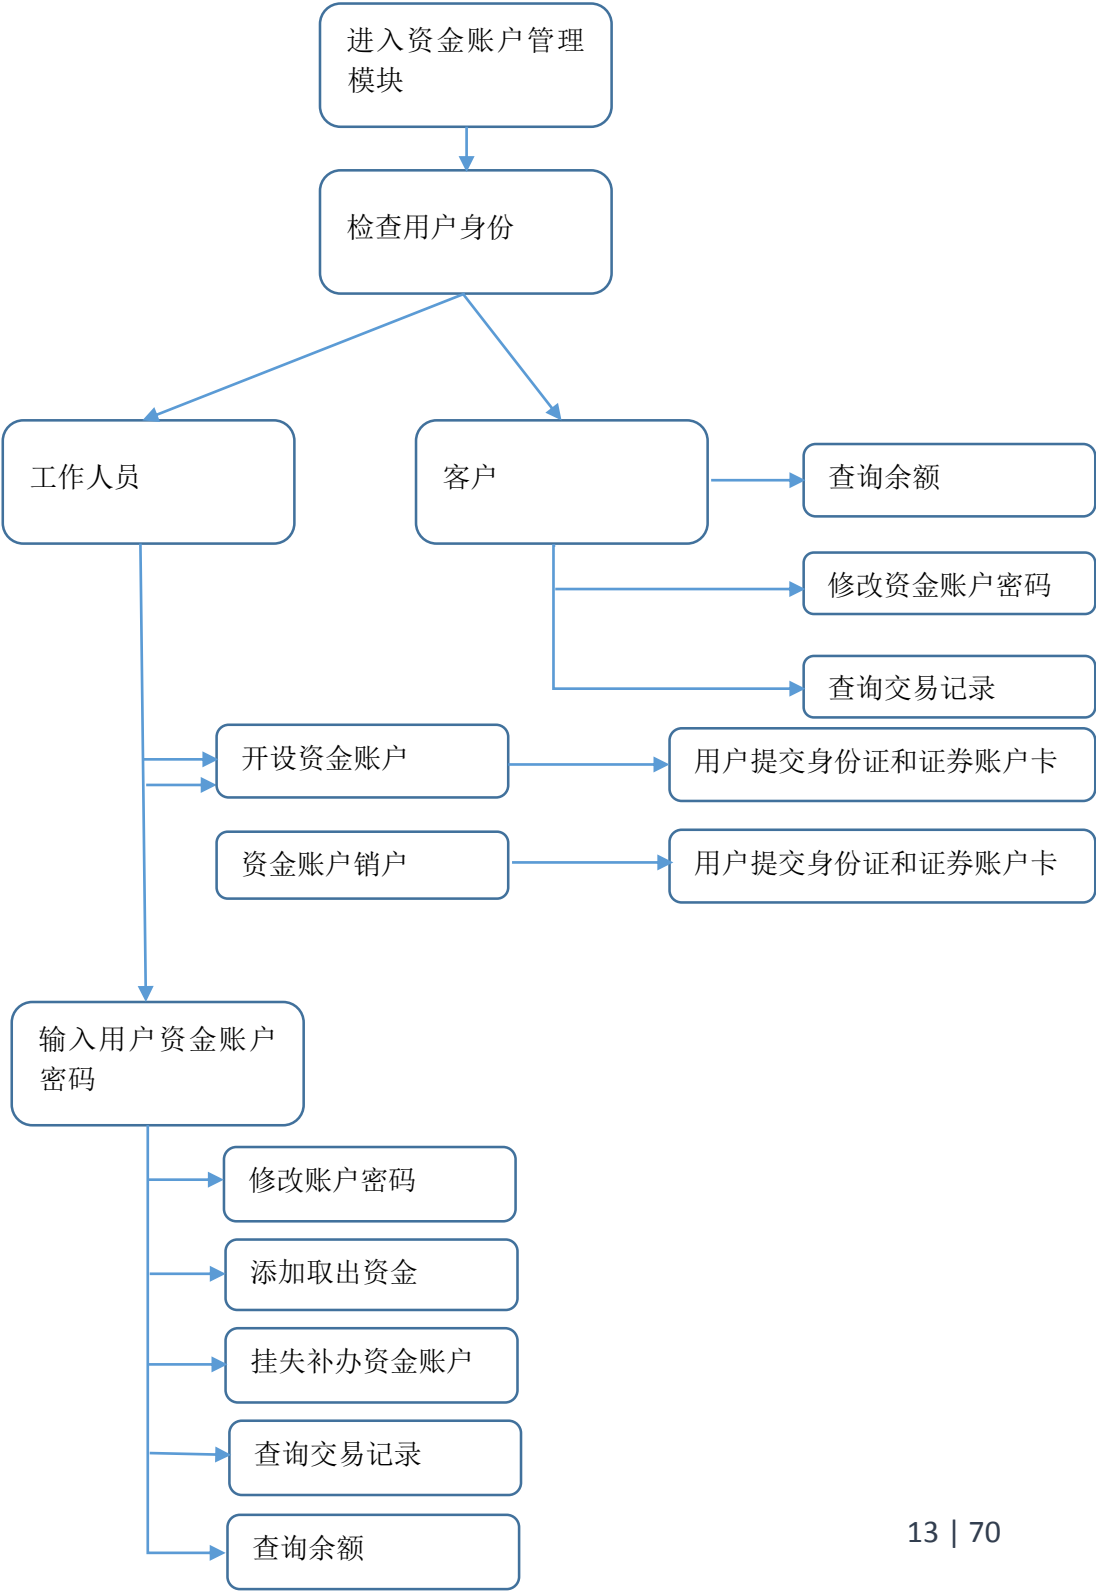 进入资金账户管理
模块
检查用户身份
工作人员
客户
查询余额
修改资金账户密码
查询交易记录
开设资金账户
用户提交身份证和证券账户卡
资金账户销户
用户提交身份证和证券账户卡
输入用户资金账户
密码
修改账户密码
添加取出资金
挂失补办资金账户
查询交易记录
查询余额
13 | 70